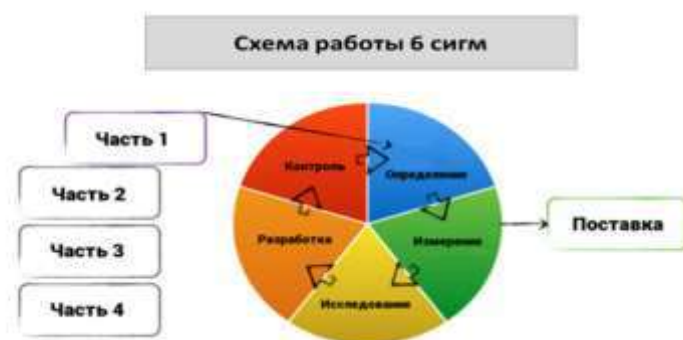 Схема работы 6 сигм
Часть 1
Часть 2
Часть 3
Часть 4
Контроль
Определение
Разработка
Измерение
Исследование
Поставка